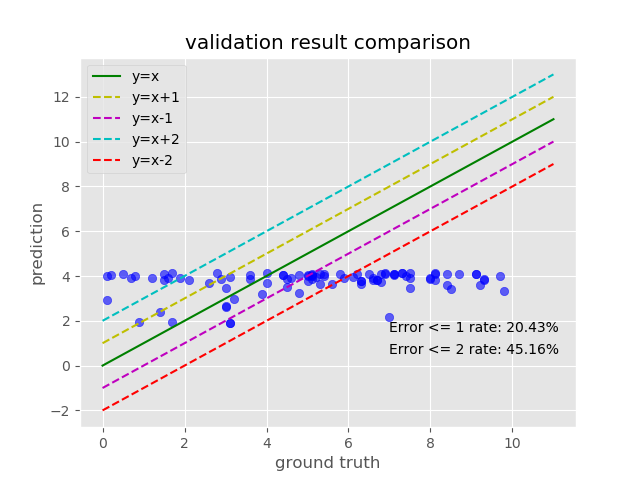 validation result comparison
y=x
y=x+1
y=x-1
y=x+2
y=x-2
12
10
8
6
4
2
0
−2
prediction
Error <= 1 rate: 20.43%
Error <= 2 rate: 45.16%
0 2 4 6 8 10
ground truth